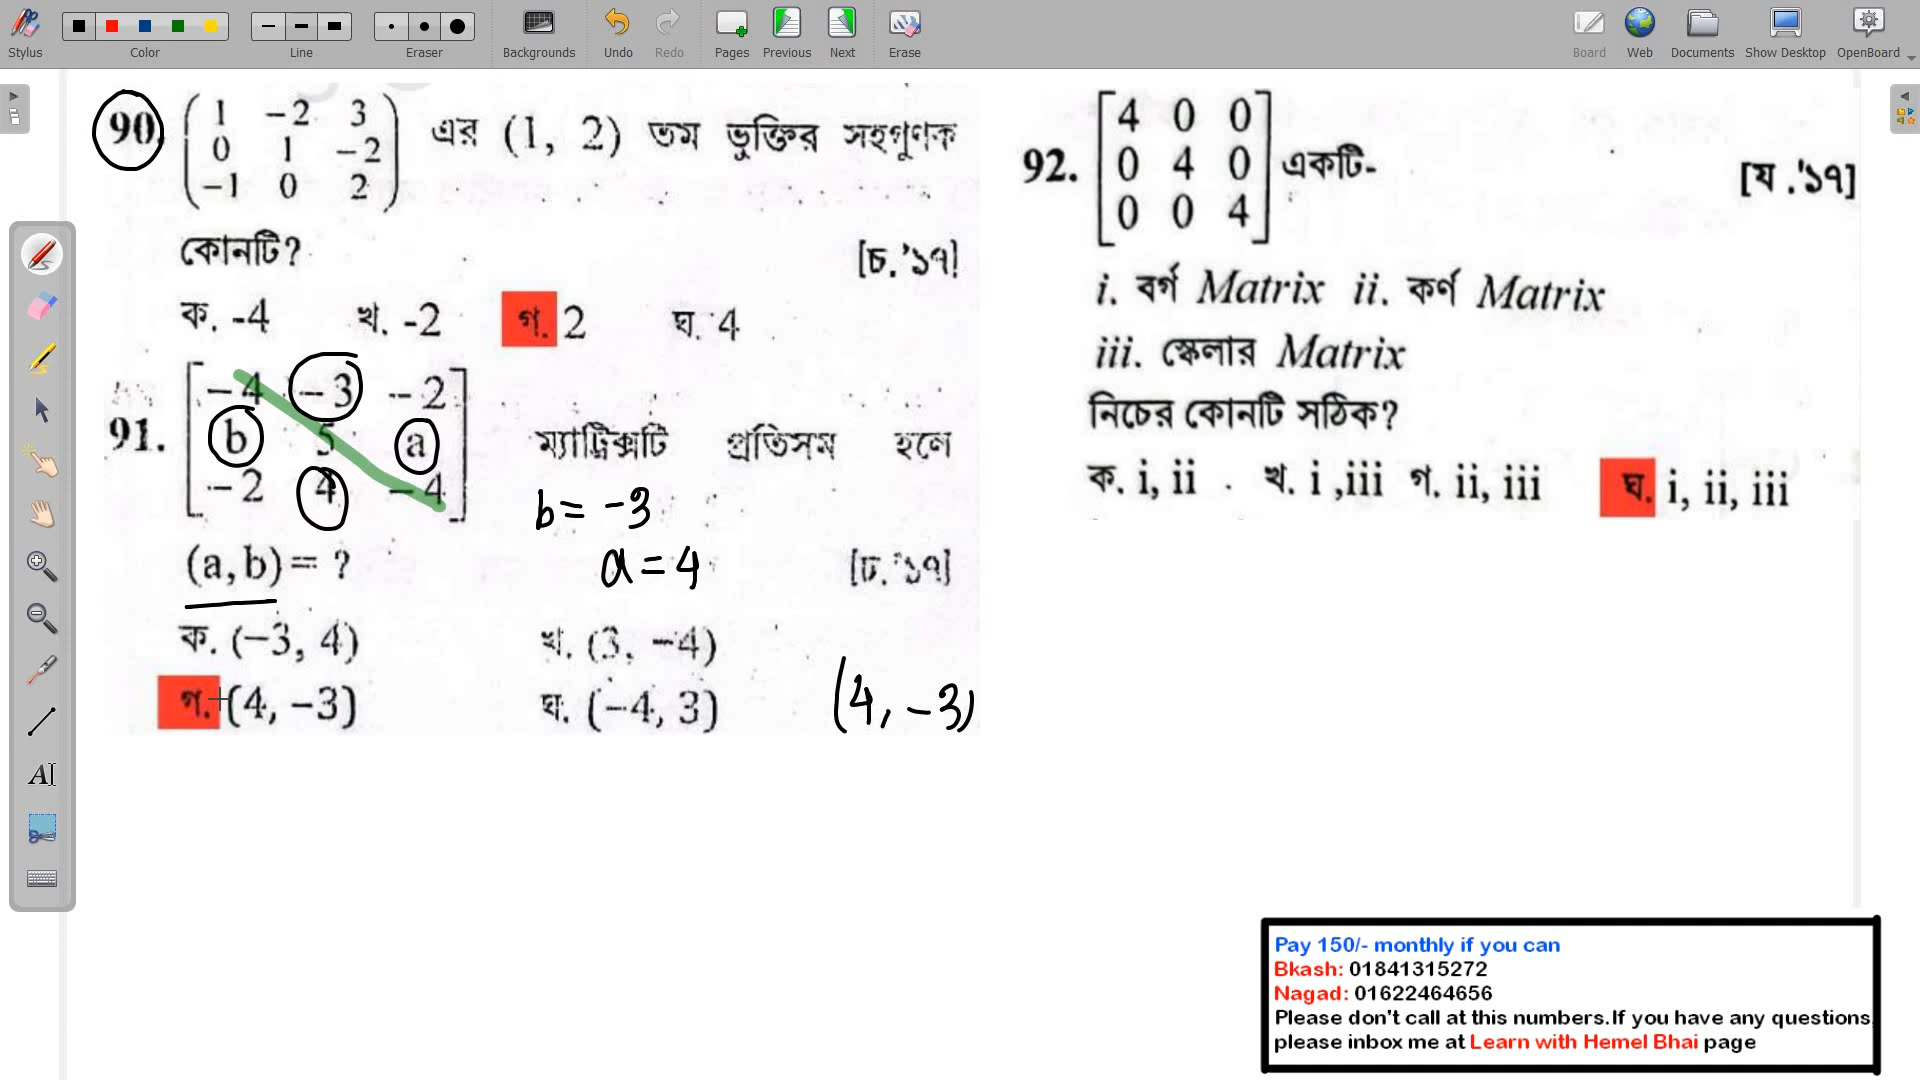 Stylus Color Line Eraser Backgrounds Undo Redo Pages Previous Next Erase Board Web Documents Show Desktop OpenBoard
90. (1 -2 3
0 1 -2
-1 0 2) এর (1, 2) তম ভুক্তির সহগুণক
কোনটি? [চ.'১৭]
ক. -4 খ. -2 গ. 2 ঘ. 4
91. [-4 -3 -2
b 5 a
-2 4 -4] ম্যাট্রিক্সটি প্রতিসম হলে
b = -3
(a, b) = ? a = 4 [চ.'১৭]
ক. (-3, 4) খ. (3, -4)
গ. (4, -3) ঘ. (-4, 3) (4, -3)
92. [4 0 0
0 4 0
0 0 4] একটি- [য.'১৭]
i. বর্গ Matrix ii. কর্ণ Matrix
iii. স্কেলার Matrix
নিচের কোনটি সঠিক?
ক. i, ii খ. i ,iii গ. ii, iii ঘ. i, ii, iii
Pay 150/- monthly if you can
Bkash: 01841315272
Nagad: 01622464656
Please don't call at this numbers.If you have any questions
please inbox me at Learn with Hemel Bhai page